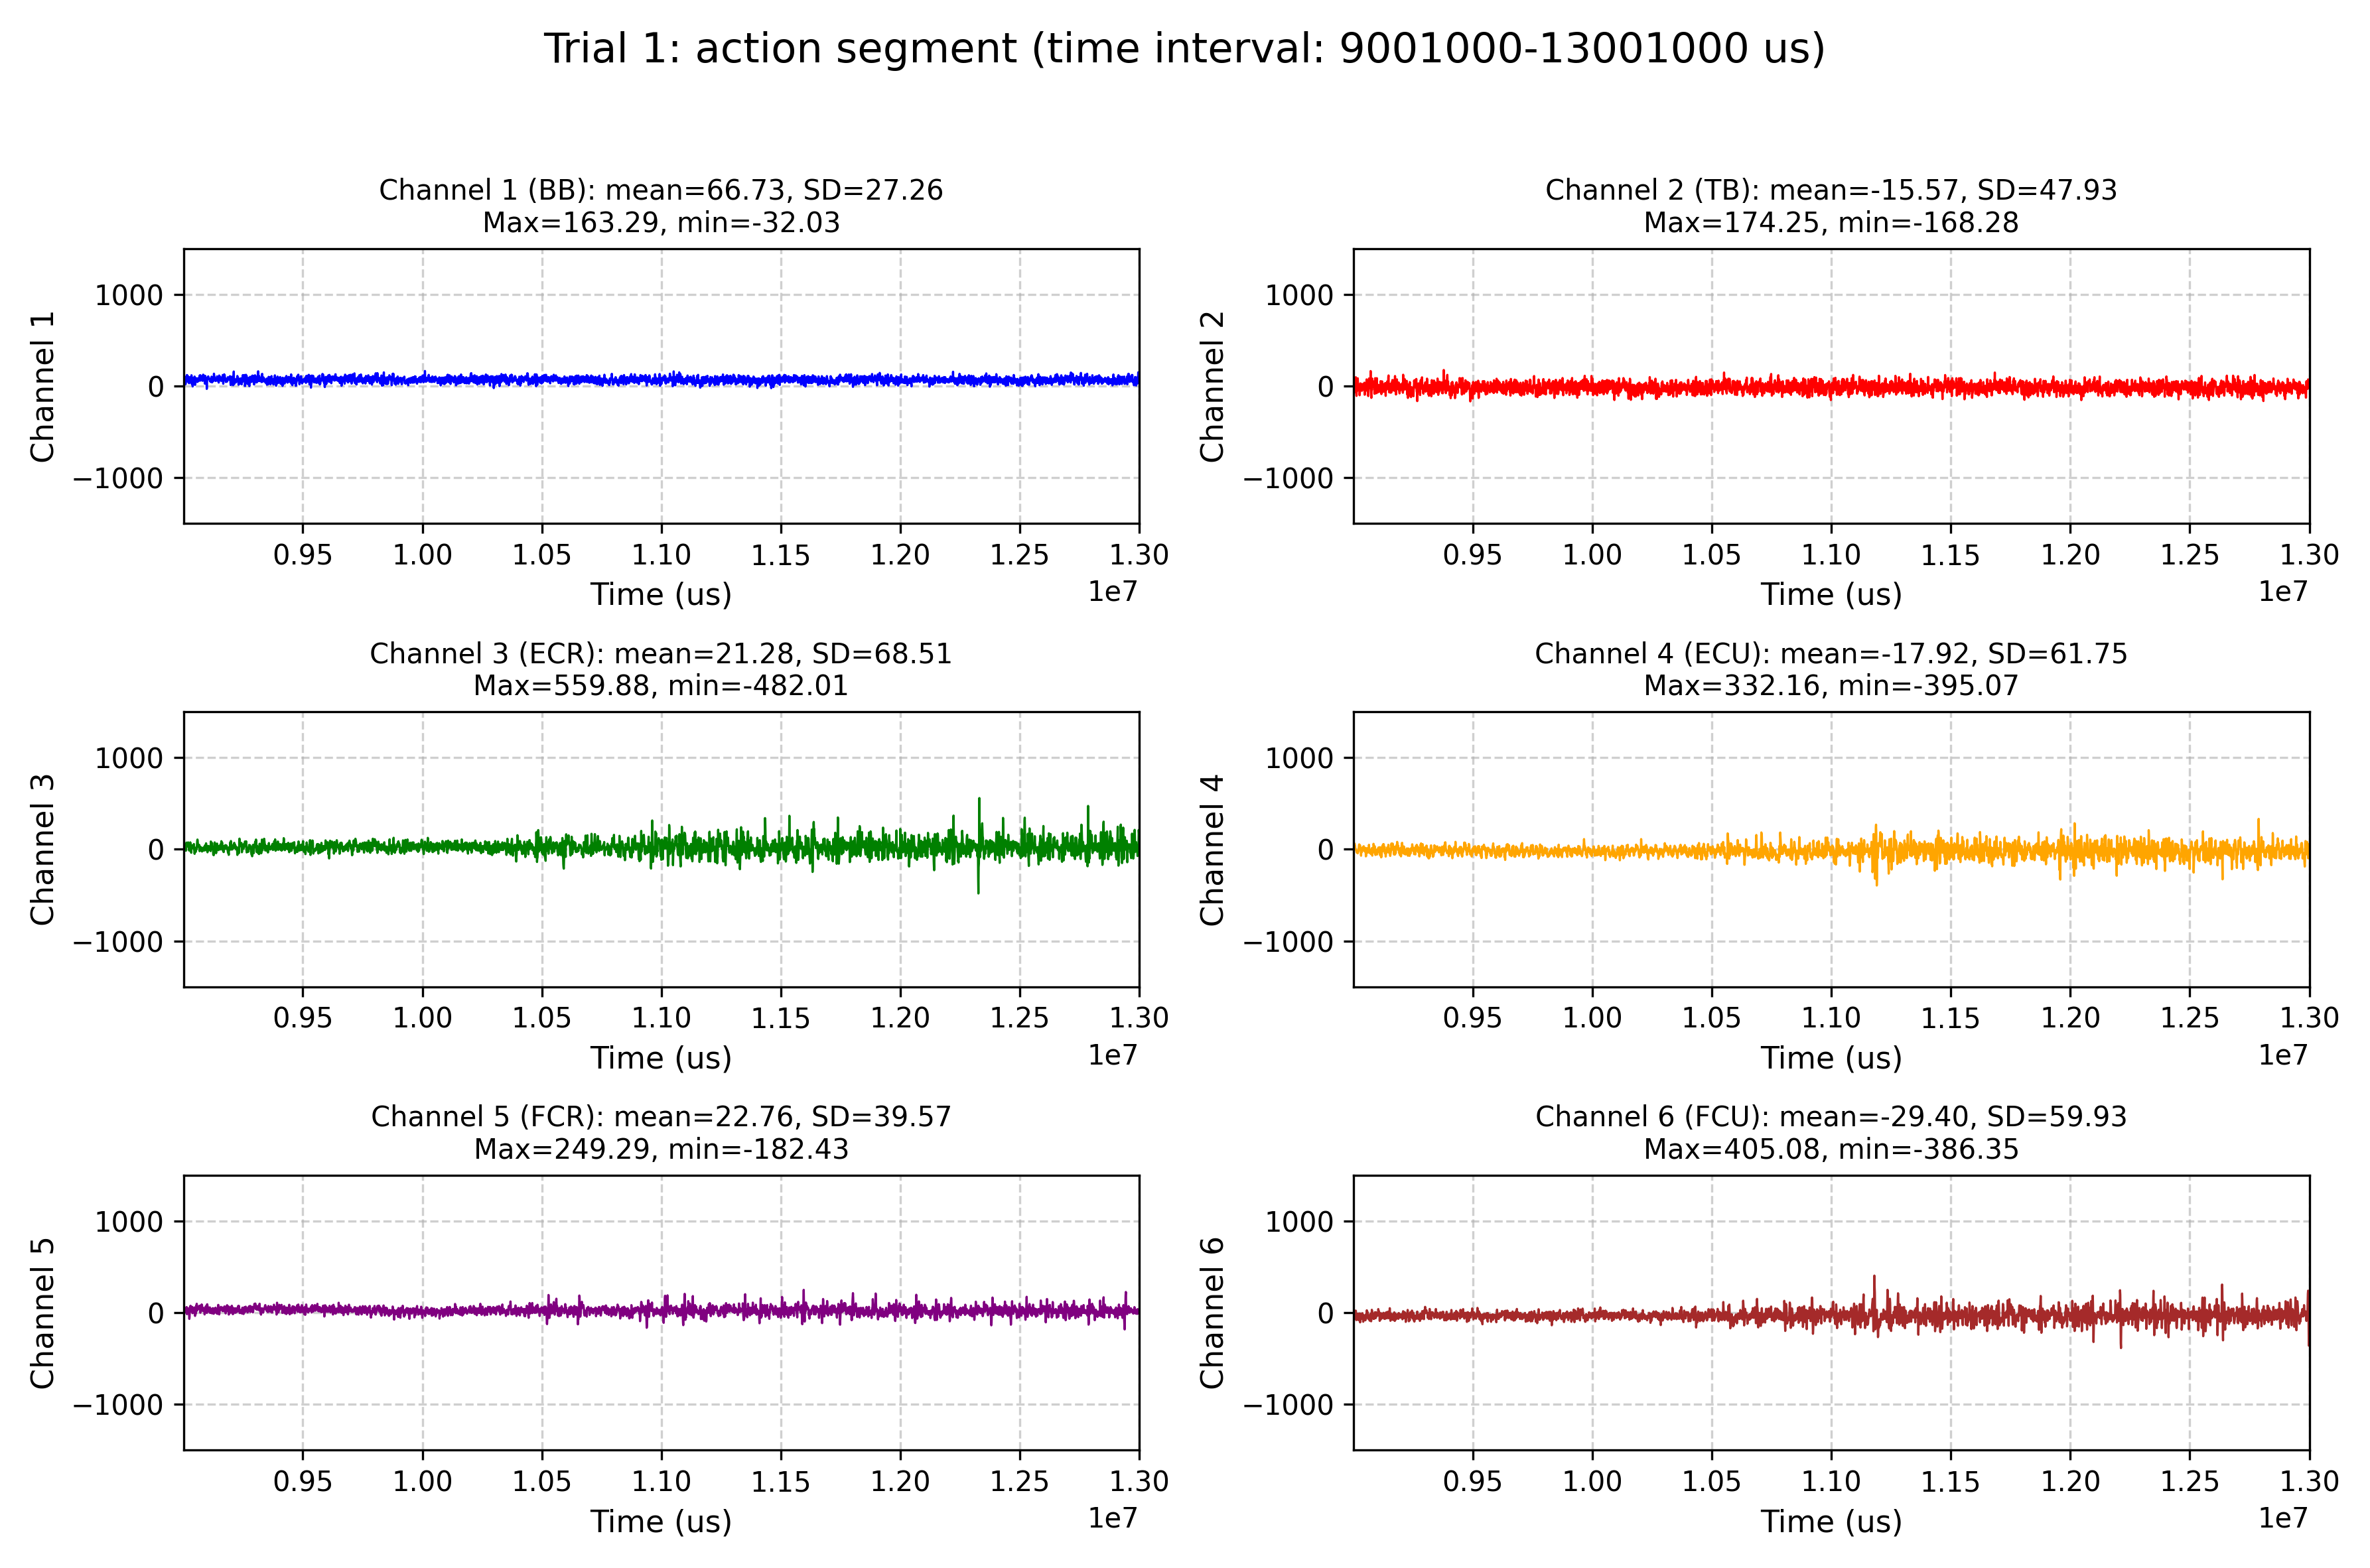 Trial 1: action segment (time interval: 9001000-13001000 us)
Channel 1 (BB): mean=66.73, SD=27.26
Max=163.29, min=-32.03
Channel 1
1000
0
−1000
0.95 1.00 1.05 1.10 1.15 1.20 1.25 1.30
Time (us)
1e7
Channel 2 (TB): mean=-15.57, SD=47.93
Max=174.25, min=-168.28
Channel 2
1000
0
−1000
0.95 1.00 1.05 1.10 1.15 1.20 1.25 1.30
Time (us)
1e7
Channel 3 (ECR): mean=21.28, SD=68.51
Max=559.88, min=-482.01
Channel 3
1000
0
−1000
0.95 1.00 1.05 1.10 1.15 1.20 1.25 1.30
Time (us)
1e7
Channel 4 (ECU): mean=-17.92, SD=61.75
Max=332.16, min=-395.07
Channel 4
1000
0
−1000
0.95 1.00 1.05 1.10 1.15 1.20 1.25 1.30
Time (us)
1e7
Channel 5 (FCR): mean=22.76, SD=39.57
Max=249.29, min=-182.43
Channel 5
1000
0
−1000
0.95 1.00 1.05 1.10 1.15 1.20 1.25 1.30
Time (us)
1e7
Channel 6 (FCU): mean=-29.40, SD=59.93
Max=405.08, min=-386.35
Channel 6
1000
0
−1000
0.95 1.00 1.05 1.10 1.15 1.20 1.25 1.30
Time (us)
1e7